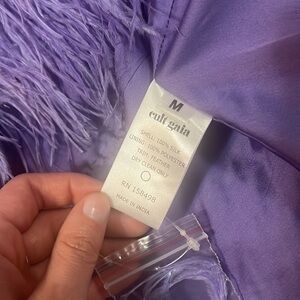 M
cult gaia
SHELL: 100% SILK
LINING: 100% POLYESTER
TRIM: FEATHER
DRY CLEAN ONLY
RN 158498
MADE IN INDIA